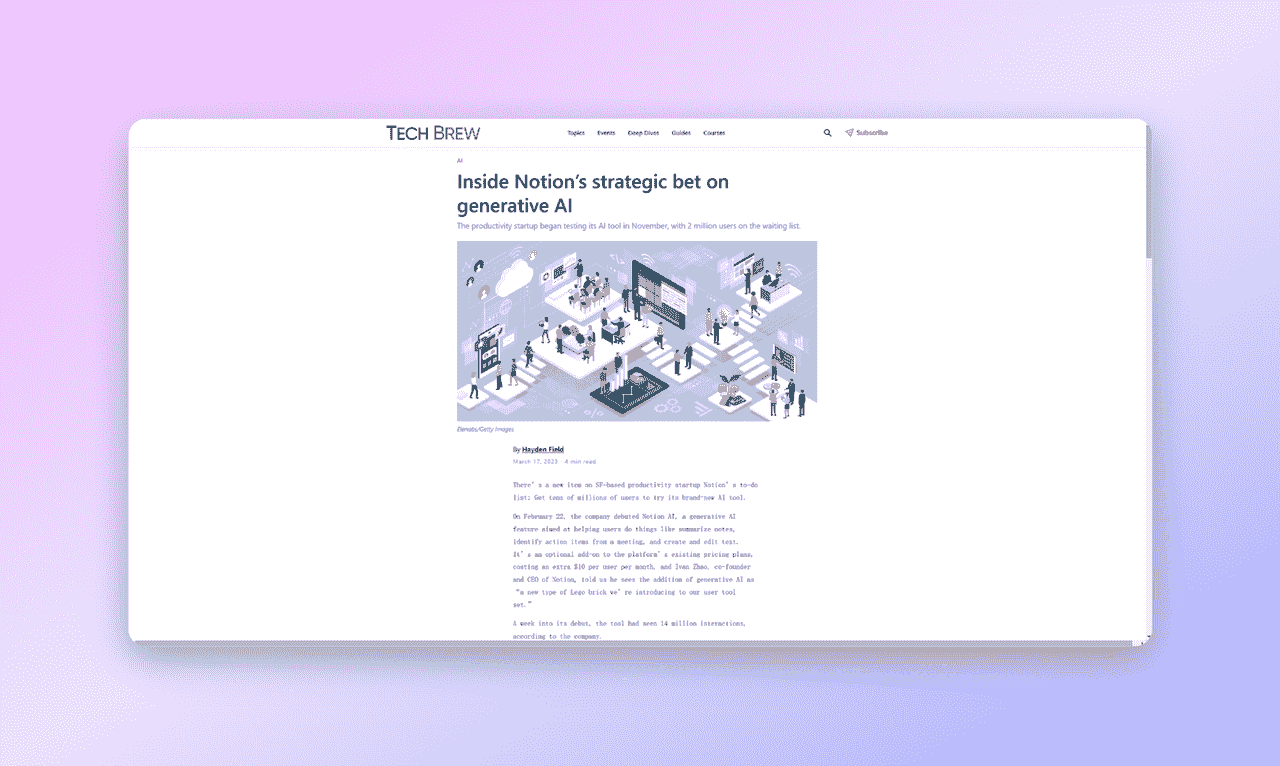 TECH BREW
Topics Events Deep Dives Guides Courses
Subscribe
AI
Inside Notion’s strategic bet on
generative AI
The productivity startup began testing its AI tool in November, with 2 million users on the waiting list.
/Getty Images
By Hayden Field
March 17, 2023 · 4 min read
There’s a new item on SF-based productivity startup Notion’s to-do
list: Get tens of millions of users to try its brand-new AI tool.
On February 22, the company debuted Notion AI, a generative AI
feature aimed at helping users do things like summarize notes,
identify action items from a meeting, and create and edit text.
It’s an optional add-on to the platform’s existing pricing plans,
costing an extra $10 per user per month, and Ivan Zhao, co-founder
and CEO of Notion, told us he sees the addition of generative AI as
“a new type of Lego brick we’re introducing to our user tool
set.”
A week into its debut, the tool had seen 14 million interactions,
according to the company.